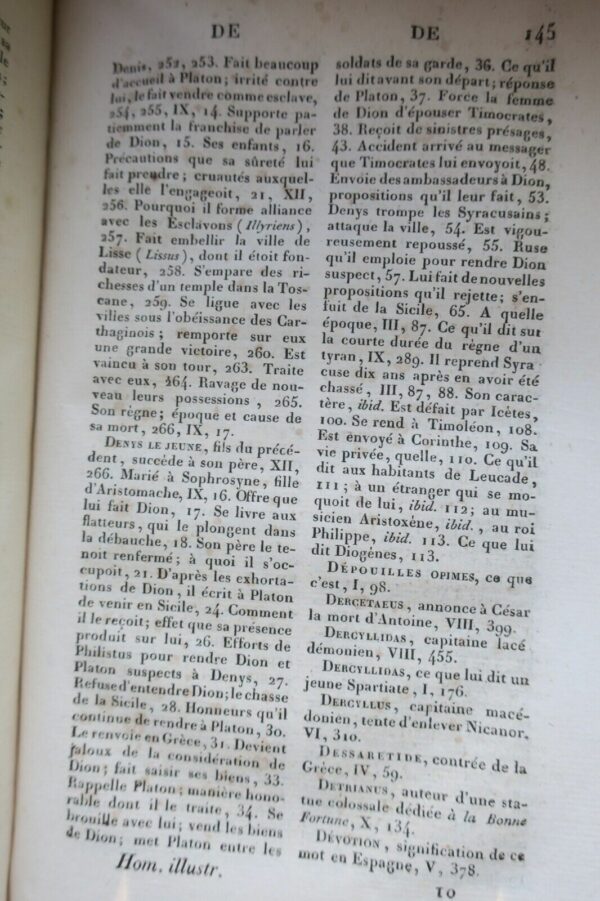 DE
DE
145
Denis, 252, 253. Fait beaucoup
d'accueil à Platon; irrité contre
lui, le fait vendre comme esclave,
254, 255, IX, 14. Supporte pa-
tiemment la franchise de parler
de Dion, 15. Ses enfants, 16.
Précautions que sa sûreté lui
fait prendre; cruautés auxquel-
les elle l'engageoit, 21, XII,
256. Pourquoi il forme alliance
avec les Esclavons (Illyriens),
257. Fait embellir la ville de
Lisse (Lissus), dont il étoit fon-
dateur, 258. S'empare des ri-
chesses d'un temple dans la Tos-
cane, 259. Se ligue avec les
villes sous l'obéissance des Car-
thaginois; remporte sur eux
une grande victoire, 260. Est
vaincu à son tour, 263. Traite
avec eux, 264. Ravage de nou-
veau leurs possessions, 265.
Son règne; époque et cause de
sa mort, 266, IX, 17.
DENYS LE JEUNE, fils du précé-
dent, succède à son père, XII,
266. Marié à Sophrosyne, fille
d'Aristomache, IX, 16. Offre que
lui fait Dion, 17. Se livre aux
flatteurs, qui le plongent dans
la débauche, 18. Son père le te-
noit renfermé; à quoi il s'oc-
cupoit, 21. D'après les exhorta-
tions de Dion, il écrit à Platon
de venir en Sicile, 24. Comment
il le reçoit; effet que sa présence
produit sur lui, 26. Efforts de
Philistus pour rendre Dion et
Platon suspects à Denys, 27.
Refuse d'entendre Dion; le chasse
de la Sicile, 28. Honneurs qu'il
continue de rendre à Platon, 30.
Le renvoie en Grèce, 31. Devient
jaloux de la considération de
Dion; fait saisir ses biens, 33.
Rappelle Platon; manière hono-
rable dont il le traite, 34. Se
brouille avec lui; vend les biens
de Dion; met Platon entre les
Hom. illustr.
soldats de sa garde, 36. Ce qu'il
lui dit avant son départ; réponse
de Platon, 37. Force la femme
de Dion d'épouser Timocrates,
38. Reçoit de sinistres présages,
43. Accident arrivé au messager
que Timocrates lui envoyoit, 48.
Envoie des ambassadeurs à Dion,
propositions qu'il leur fait, 53.
Denys trompe les Syracusains;
attaque la ville, 54. Est vigou-
reusement repoussé, 55. Ruse
qu'il emploie pour rendre Dion
suspect, 57. Lui fait de nouvelles
propositions qu'il rejette; s'en-
fuit de la Sicile, 65. A quelle
époque, III, 87. Ce qu'il dit sur
la courte durée du règne d'un
tyran, IX, 289. Il reprend Syra
cuse dix ans après en avoir été
chassé, III, 87, 88. Son carac-
tère, ibid. Est défait par Icètes,
100. Se rend à Timoléon, 108.
Est envoyé à Corinthe, 109. Sa
vie privée, quelle, 110. Ce qu'il
dit aux habitants de Leucade,
111; à un étranger qui se mo-
quoit de lui, ibid. 112; au mu-
sicien Aristoxène, ibid., au roi
Philippe, ibid. 113. Ce que lui
dit Diogènes, 113.
DÉPOUILLES OPIMES, ce que
c'est, I, 98.
DERCETAEUS, annonce à César
la mort d'Antoine, VIII, 399.
DERCYLLIDAS, capitaine lacé
démonien, VIII, 455.
DERCYLLIDAS, ce que lui dit un
jeune Spartiate, I, 176.
DERCYLLUS, capitaine macé-
donien, tente d'enlever Nicanor,
VI, 310.
DESSARETIDE, contrée de la
Grèce, IV, 59.
DETRIANUS, auteur d'une sta-
tue colossale dédiée à la Bonne
Fortune, X, 134.
DÉVOTION, signification de ce
mot en Espagne, V, 378.
10